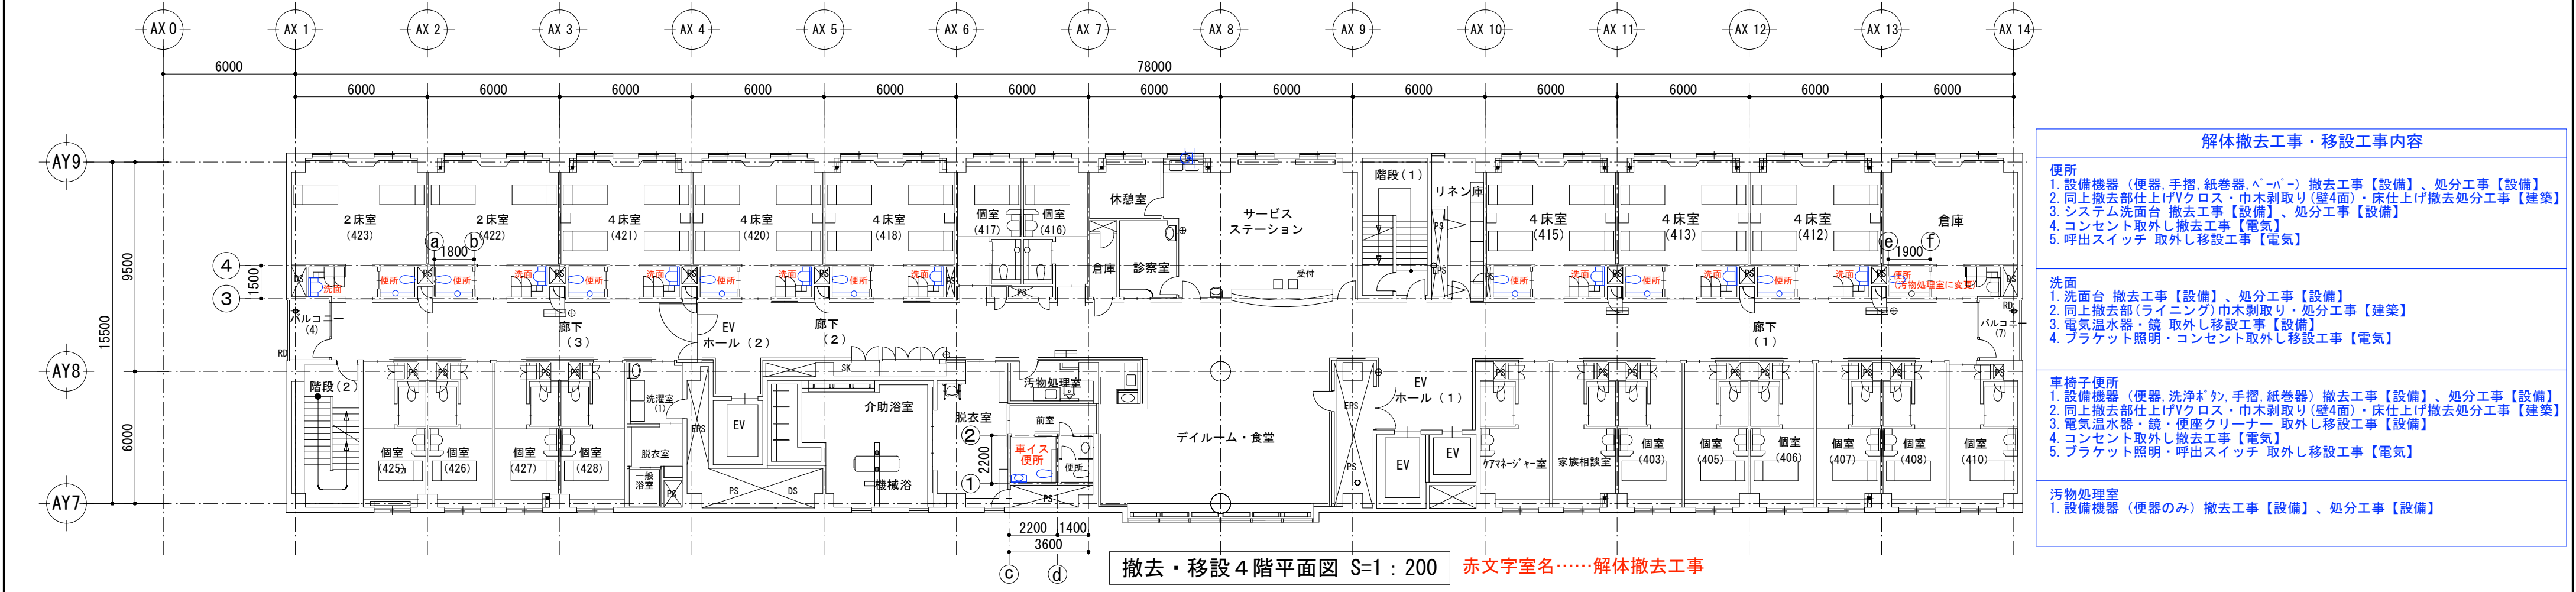 AX 0
AX 1
AX 2
AX 3
AX 4
AX 5
AX 6
AX 7
AX 8
AX 9
AX 10
AX 11
AX 12
AX 13
AX 14
6000
78000
6000 6000 6000 6000 6000 6000 6000 6000 6000 6000 6000 6000 6000
AY9
AY8
AY7
15500
9500
6000
4
3
1500
2床室
(423)
2床室
(422)
4床室
(421)
4床室
(420)
4床室
(418)
個室
(417)
個室
(416)
休憩室
倉庫
診察室
サービス
ステーション
受付
階段(1)
リネン庫
PS
EPS
4床室
(415)
4床室
(413)
4床室
(412)
倉庫
a
b
1800
e
f
1900
DS
洗面
便所
PS
便所
洗面
PS
便所
洗面
PS
便所
洗面
PS
便所
洗面
PS
PS
PS
便所
洗面
PS
便所
洗面
PS
便所
洗面
PS
便所
(汚物処理室に変更)
DS
RD
バルコニー
(4)
RD
廊下
(3)
EV
ホール(2)
廊下
(2)
廊下
(1)
バルコニー
(7)
階段(2)
PS PS PS PS
個室
(425)
個室
(426)
個室
(427)
個室
(428)
洗濯室
(1)
脱衣室
一般
浴室
PS
EPS
EV
PS
DS
SK
介助浴室
機械浴
脱衣室
汚物処理室
前室
車イス
便所
便所
PS
2
1
2200
2200
1400
3600
c
d
デイルーム・食堂
EPS
PS
EV
ホール(1)
EV
EV
PS PS PS PS PS PS PS
ケアマネージャー室
家族相談室
個室
(403)
個室
(405)
個室
(406)
個室
(407)
個室
(408)
個室
(410)
撤去・移設4階平面図 S=1:200
赤文字室名……解体撤去工事
解体撤去工事・移設工事内容
便所
1.設備機器(便器,手摺,紙巻器,ペーパー)撤去工事【設備】、処分工事【設備】
2.同上撤去部仕上げVクロス・巾木剥取り(壁4面)・床仕上げ撤去処分工事【建築】
3.システム洗面台 撤去工事【設備】、処分工事【設備】
4.コンセント取外し撤去工事【電気】
5.呼出スイッチ 取外し移設工事【電気】
洗面
1.洗面台 撤去工事【設備】、処分工事【設備】
2.同上撤去部(ライニング)巾木剥取り・処分工事【建築】
3.電気温水器・鏡 取外し移設工事【設備】
4.ブラケット照明・コンセント取外し移設工事【電気】
車椅子便所
1.設備機器(便器,洗浄ボタン,手摺,紙巻器)撤去工事【設備】、処分工事【設備】
2.同上撤去部仕上げVクロス・巾木剥取り(壁4面)・床仕上げ撤去処分工事【建築】
3.電気温水器・鏡・便座クリーナー 取外し移設工事【設備】
4.コンセント取外し撤去工事【電気】
5.ブラケット照明・呼出スイッチ 取外し移設工事【電気】
汚物処理室
1.設備機器(便器のみ)撤去工事【設備】、処分工事【設備】